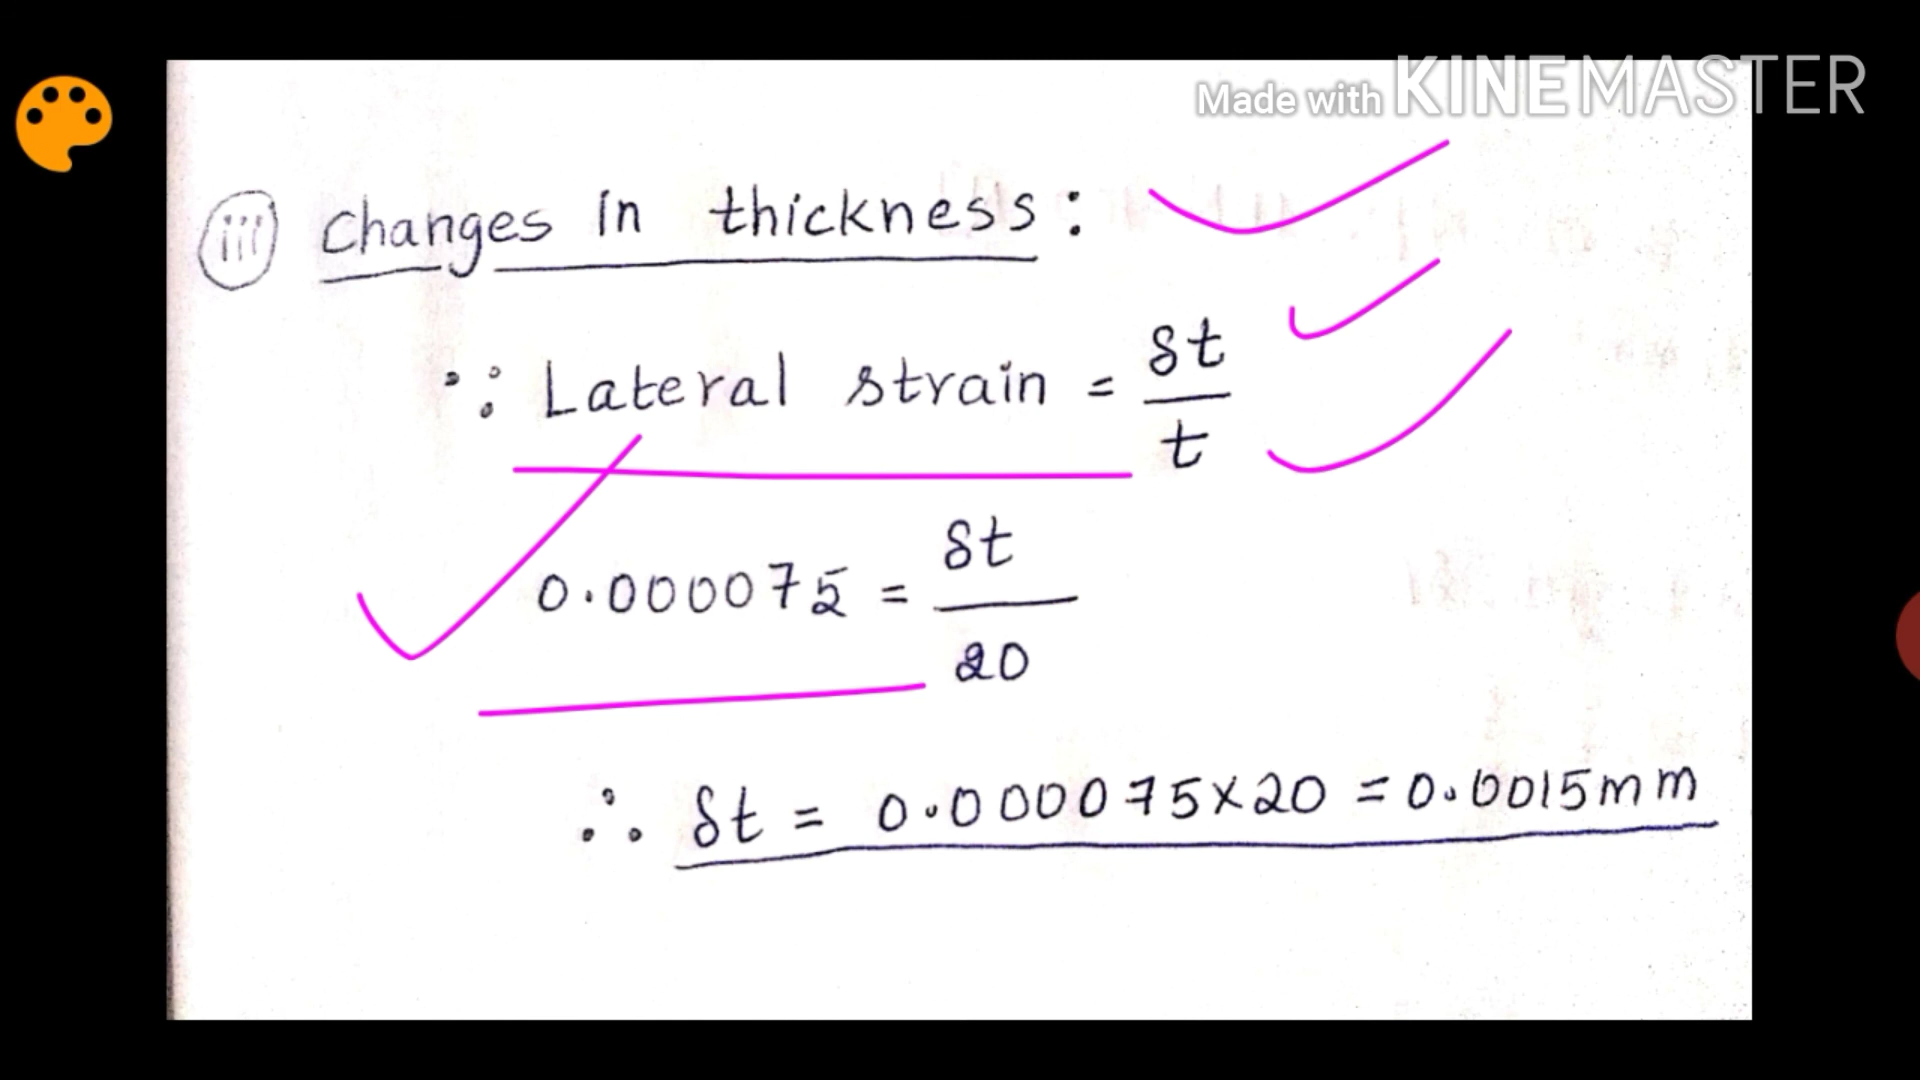 Made with KINEMASTER
iii Changes in thickness:
∵ Lateral strain = δt/t
0.000075 = δt/20
∴ δt = 0.000075×20 = 0.0015mm